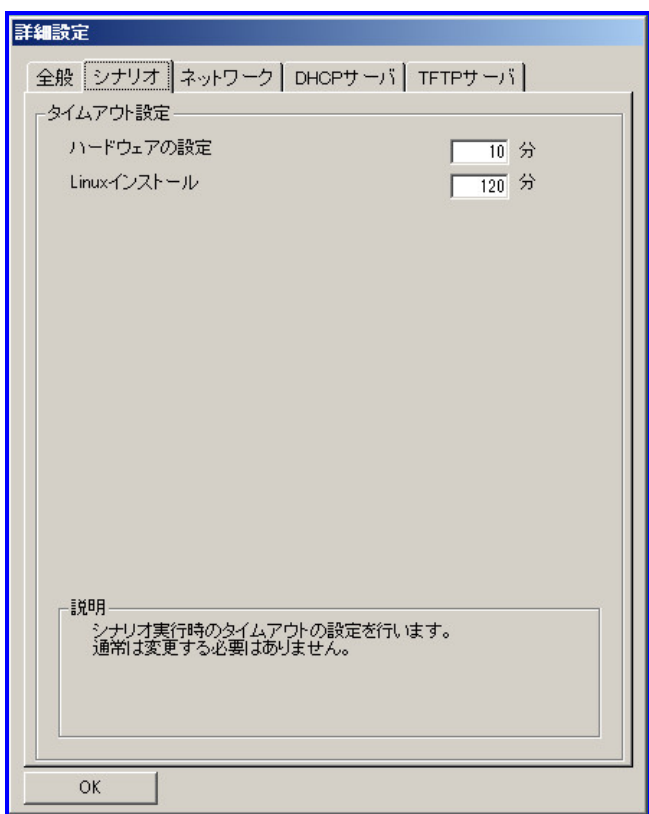 詳細設定
全般 シナリオ ネットワーク DHCPサーバ TFTPサーバ
タイムアウト設定
ハードウェアの設定 10 分
Linuxインストール 120 分
説明
シナリオ実行時のタイムアウトの設定を行います。
通常は変更する必要はありません。
OK